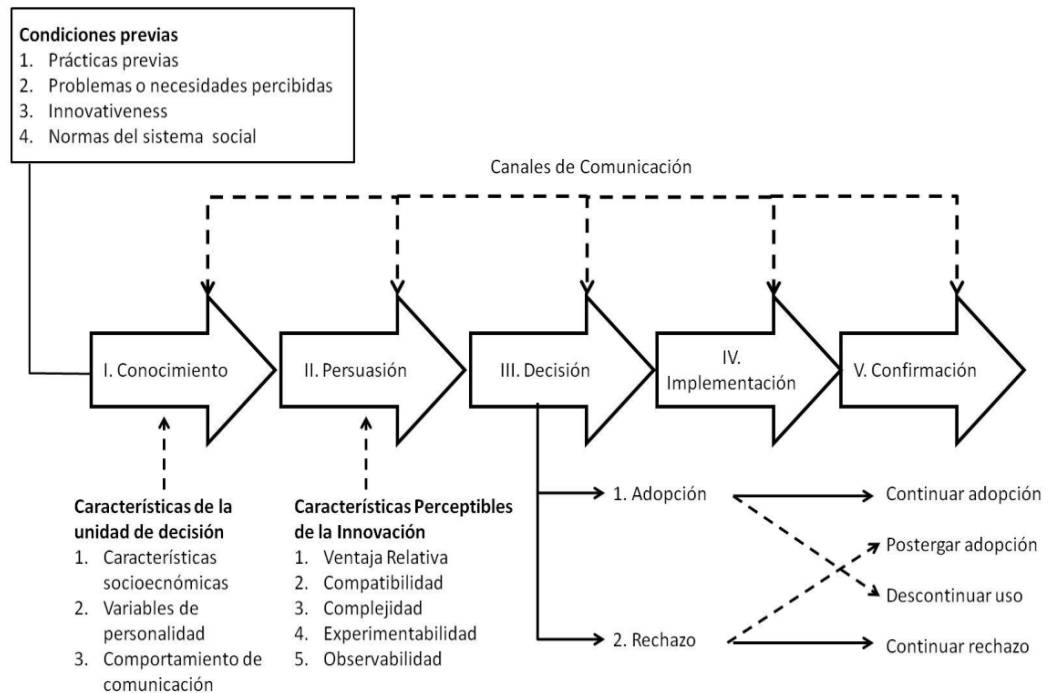 Condiciones previas
1. Prácticas previas
2. Problemas o necesidades percibidas
3. Innovativeness
4. Normas del sistema social
Canales de Comunicación
I. Conocimiento
II. Persuasión
III. Decisión
IV.
Implementación
V. Confirmación
Características de la
unidad de decisión
1. Características
socioecnómicas
2. Variables de
personalidad
3. Comportamiento de
comunicación
Características Perceptibles
de la Innovación
1. Ventaja Relativa
2. Compatibilidad
3. Complejidad
4. Experimentabilidad
5. Observabilidad
1. Adopción
2. Rechazo
Continuar adopción
Postergar adopción
Descontinuar uso
Continuar rechazo